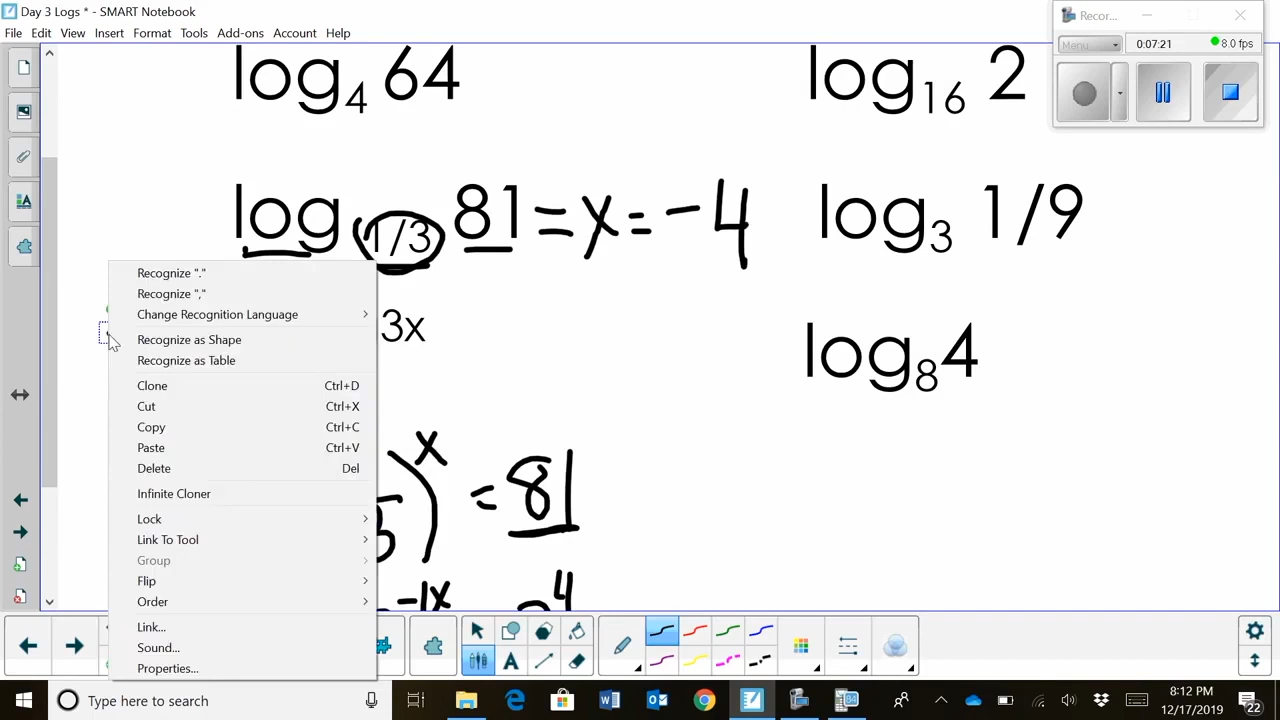 Day 3 Logs * - SMART Notebook
File Edit View Insert Format Tools Add-ons Account Help
Recor...
Menu 0:07:21 8.0 fps
log4 64
log16 2
log 1/3 81 = x = -4
log3 1/9
3x
log8 4
)^x = 81
-1x 4
Recognize "."
Recognize ","
Change Recognition Language
Recognize as Shape
Recognize as Table
Clone Ctrl+D
Cut Ctrl+X
Copy Ctrl+C
Paste Ctrl+V
Delete Del
Infinite Cloner
Lock
Link To Tool
Group
Flip
Order
Link...
Sound...
Properties...
Type here to search
8:12 PM
12/17/2019
22